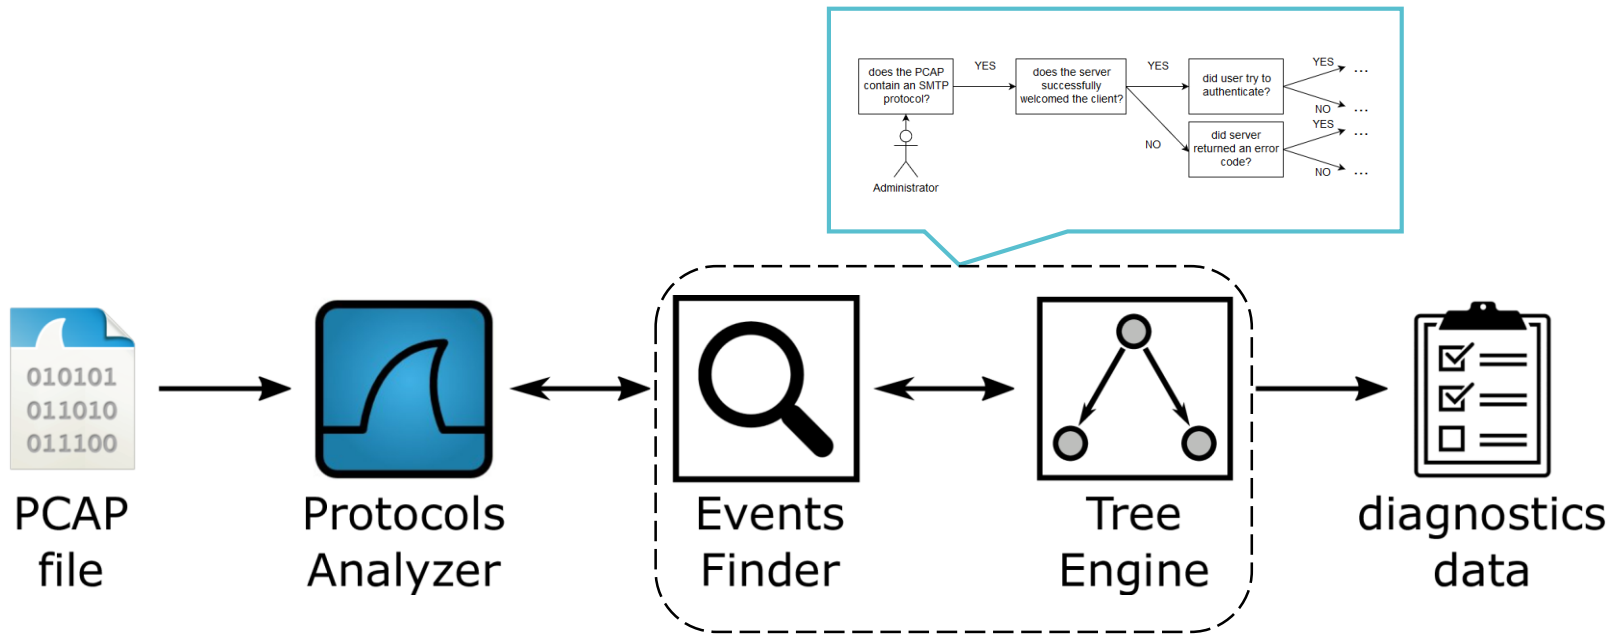 does the PCAP
contain an SMTP
protocol?
YES
does the server
successfully
welcomed the client?
YES
did user try to
authenticate?
YES
...
NO
...
NO
did server
returned an error
code?
YES
...
NO
...
Administrator
010101
011010
011100
PCAP
file
Protocols
Analyzer
Events
Finder
Tree
Engine
diagnostics
data